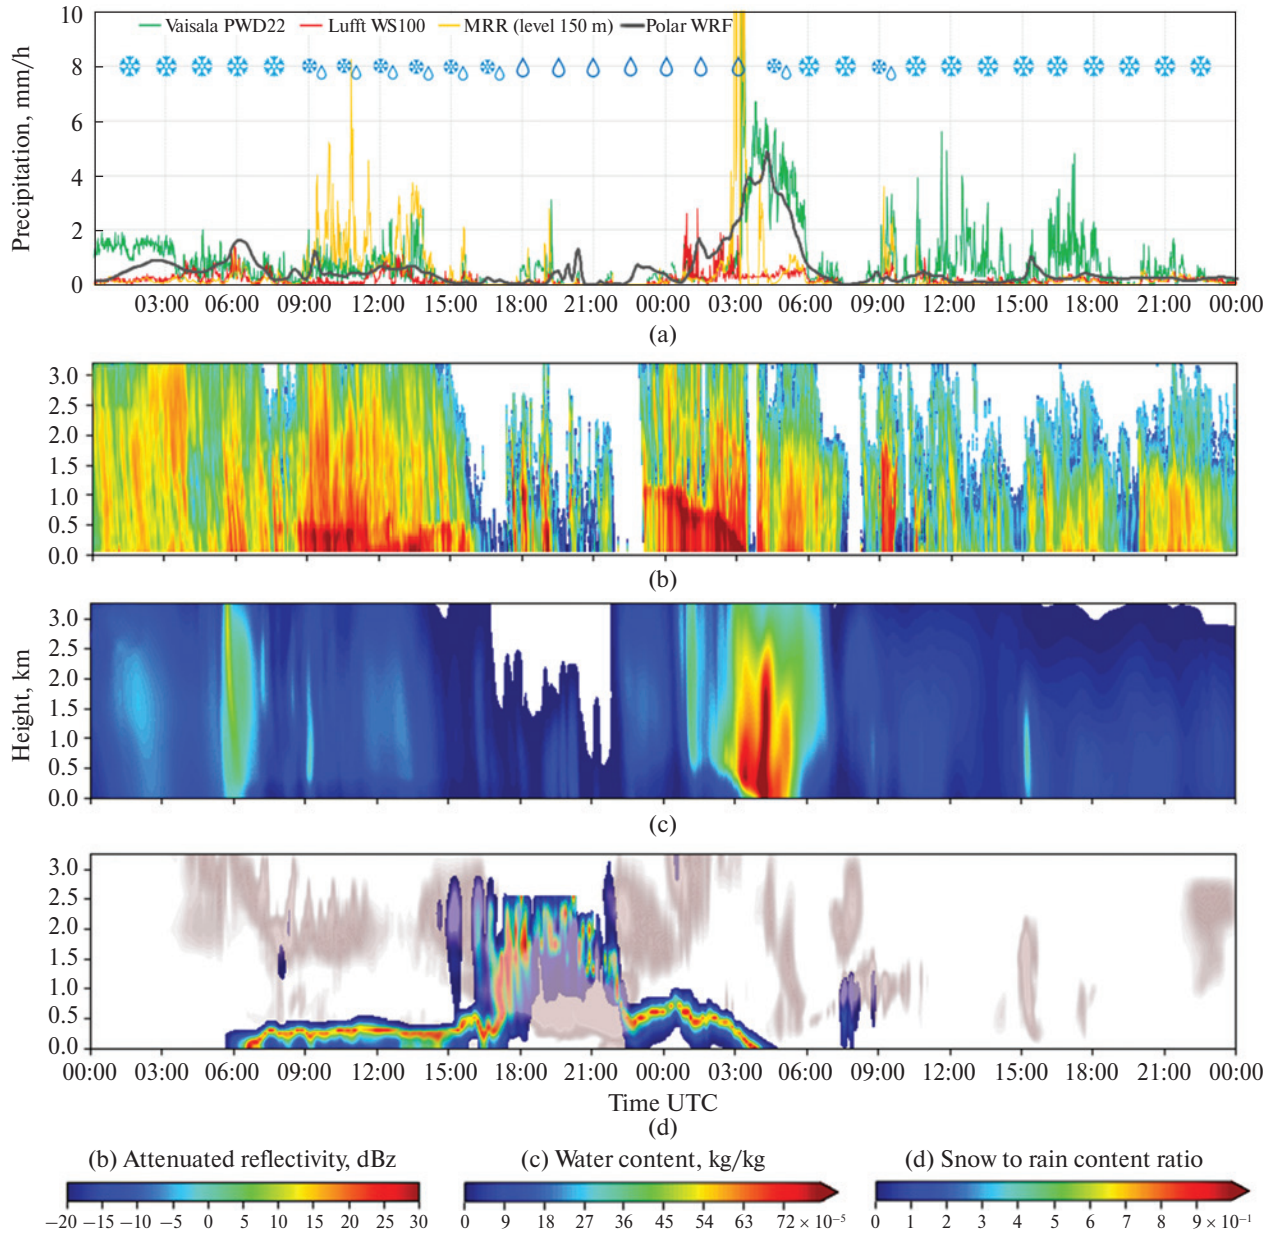 Vaisala PWD22 Lufft WS100 MRR (level 150 m) Polar WRF
Precipitation, mm/h
10
8
6
4
2
0
03:00 06:00 09:00 12:00 15:00 18:00 21:00 00:00 03:00 06:00 09:00 12:00 15:00 18:00 21:00 00:00
(a)
3.0
2.5
2.0
1.5
1.0
0.5
0.0
(b)
Height, km
3.0
2.5
2.0
1.5
1.0
0.5
0.0
(c)
3.0
2.5
2.0
1.5
1.0
0.5
0.0
00:00 03:00 06:00 09:00 12:00 15:00 18:00 21:00 00:00 03:00 06:00 09:00 12:00 15:00 18:00 21:00 00:00
Time UTC
(d)
(b) Attenuated reflectivity, dBz
−20 −15 −10 −5 0 5 10 15 20 25 30
(c) Water content, kg/kg
0 9 18 27 36 45 54 63 72 × 10⁻⁵
(d) Snow to rain content ratio
0 1 2 3 4 5 6 7 8 9 × 10⁻¹